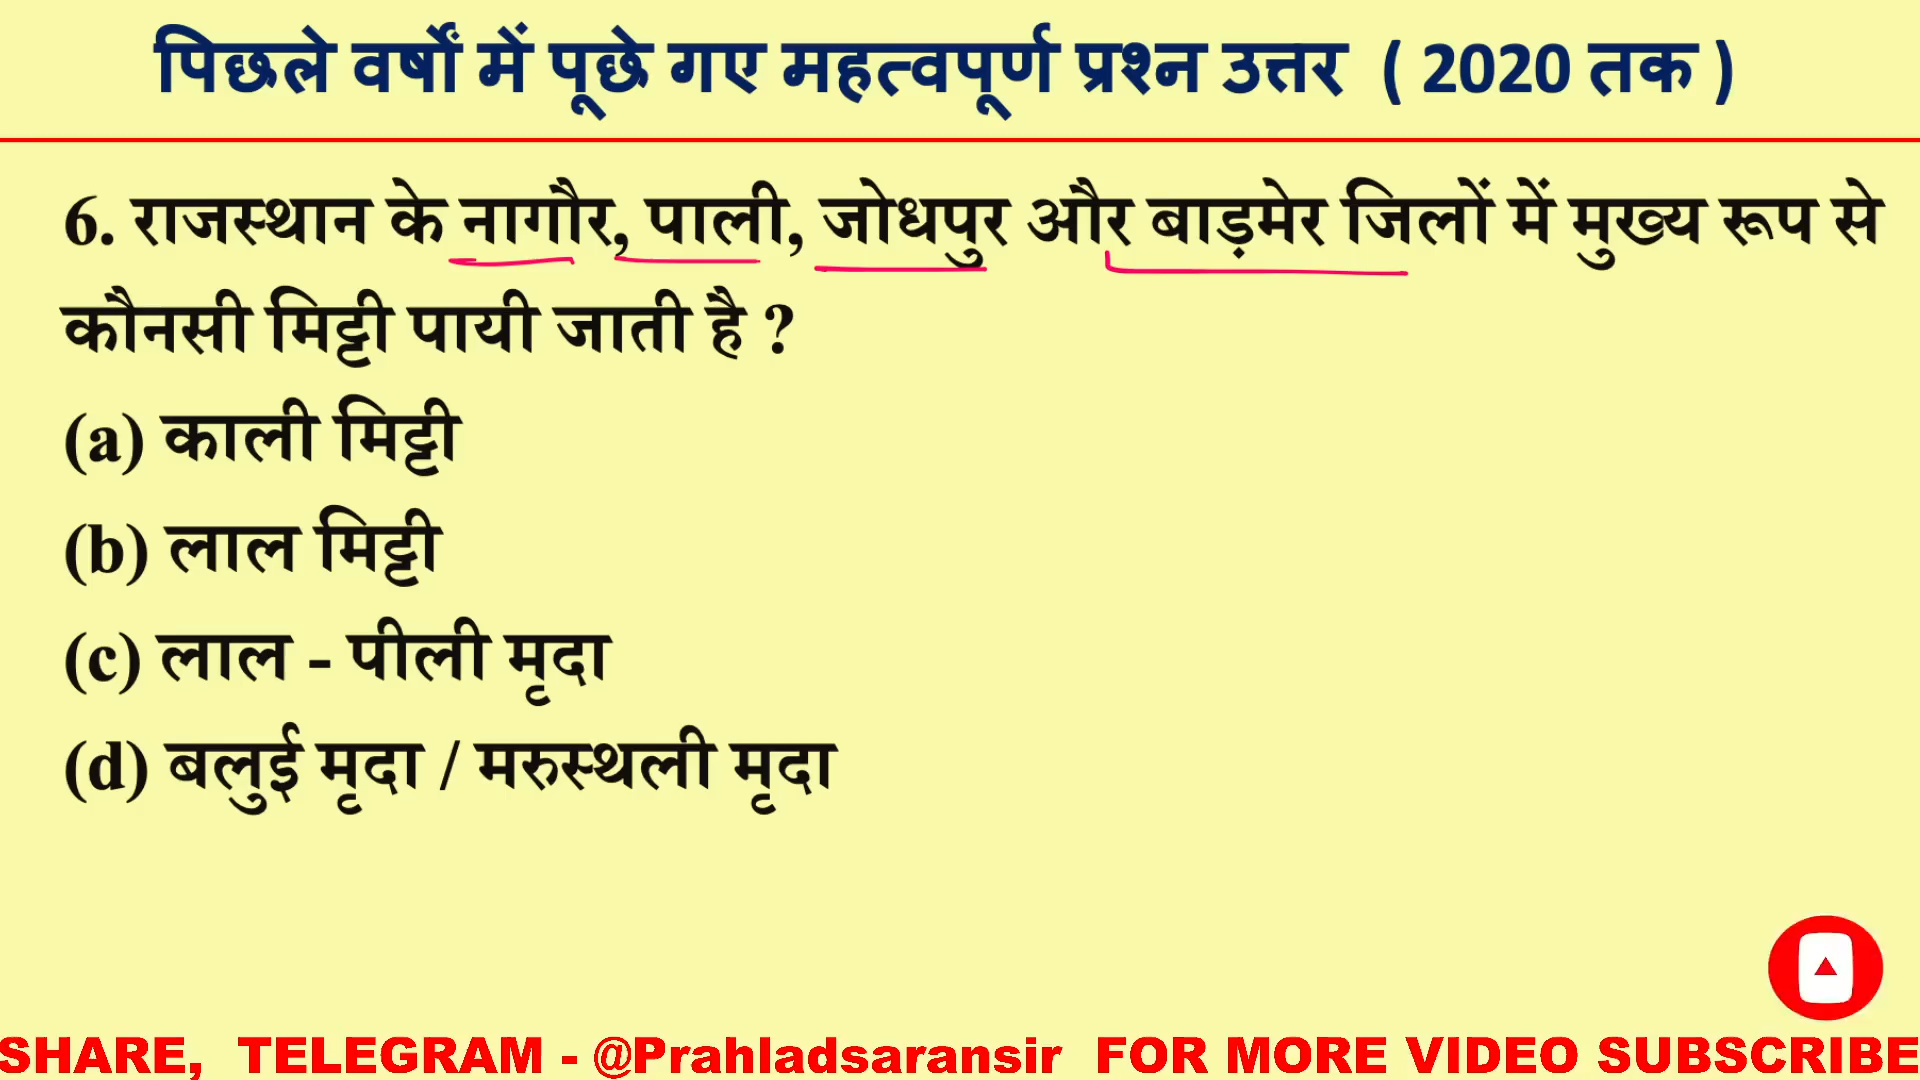 पिछले वर्षों में पूछे गए महत्वपूर्ण प्रश्न उत्तर ( 2020 तक )
6. राजस्थान के नागौर, पाली, जोधपुर और बाड़मेर जिलों में मुख्य रूप से
कौनसी मिट्टी पायी जाती है ?
(a) काली मिट्टी
(b) लाल मिट्टी
(c) लाल - पीली मृदा
(d) बलुई मृदा / मरुस्थली मृदा
SHARE, TELEGRAM - @Prahladsaransir FOR MORE VIDEO SUBSCRIBE